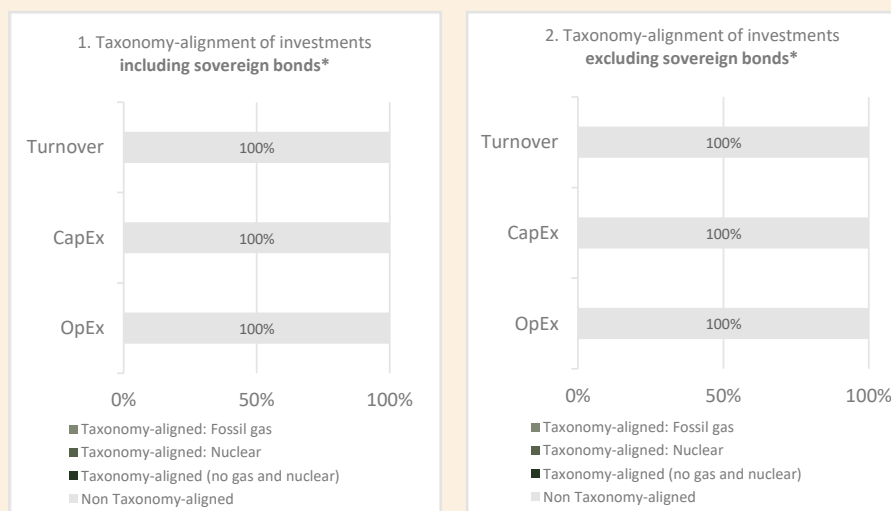 1. Taxonomy-alignment of investments
including sovereign bonds*
Turnover
100%
CapEx
100%
OpEx
100%
0%
50%
100%
Taxonomy-aligned: Fossil gas
Taxonomy-aligned: Nuclear
Taxonomy-aligned (no gas and nuclear)
Non Taxonomy-aligned
2. Taxonomy-alignment of investments
excluding sovereign bonds*
Turnover
100%
CapEx
100%
OpEx
100%
0%
50%
100%
Taxonomy-aligned: Fossil gas
Taxonomy-aligned: Nuclear
Taxonomy-aligned (no gas and nuclear)
Non Taxonomy-aligned